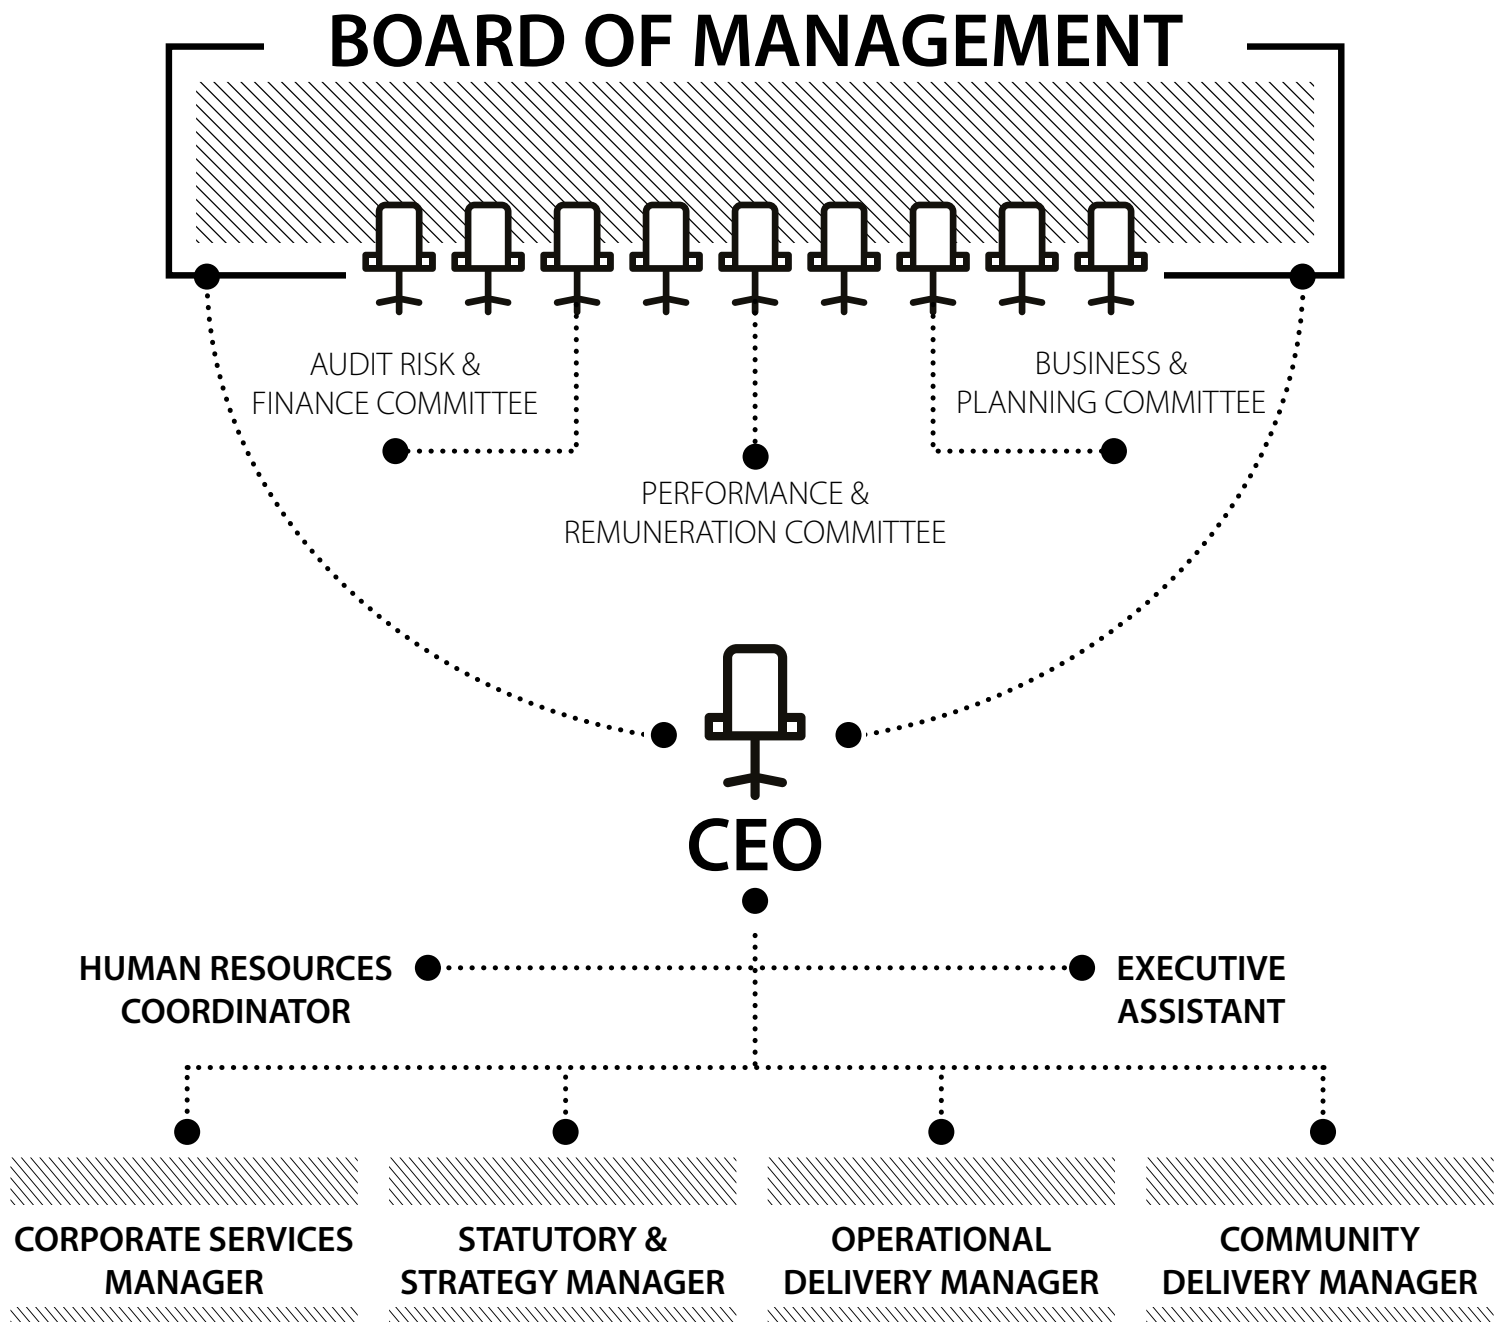 BOARD OF MANAGEMENT
AUDIT RISK &
FINANCE COMMITTEE
BUSINESS &
PLANNING COMMITTEE
PERFORMANCE &
REMUNERATION COMMITTEE
CEO
HUMAN RESOURCES
COORDINATOR
EXECUTIVE
ASSISTANT
CORPORATE SERVICES
MANAGER
STATUTORY &
STRATEGY MANAGER
OPERATIONAL
DELIVERY MANAGER
COMMUNITY
DELIVERY MANAGER